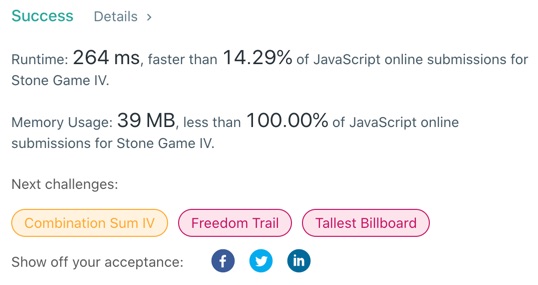 Success Details >
Runtime: 264 ms, faster than 14.29% of JavaScript online submissions for
Stone Game IV.
Memory Usage: 39 MB, less than 100.00% of JavaScript online
submissions for Stone Game IV.
Next challenges:
Combination Sum IV Freedom Trail Tallest Billboard
Show off your acceptance: f in